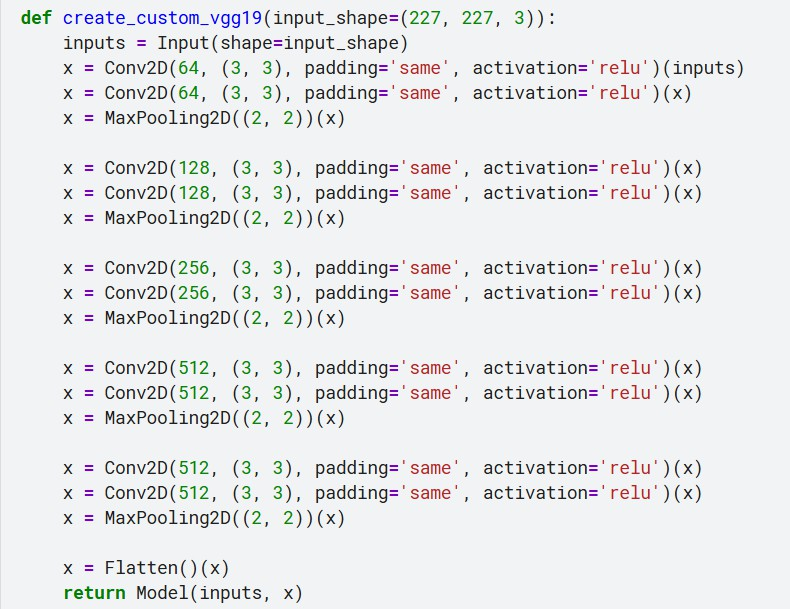 def create_custom_vgg19(input_shape=(227, 227, 3)):
    inputs = Input(shape=input_shape)
    x = Conv2D(64, (3, 3), padding='same', activation='relu')(inputs)
    x = Conv2D(64, (3, 3), padding='same', activation='relu')(x)
    x = MaxPooling2D((2, 2))(x)

    x = Conv2D(128, (3, 3), padding='same', activation='relu')(x)
    x = Conv2D(128, (3, 3), padding='same', activation='relu')(x)
    x = MaxPooling2D((2, 2))(x)

    x = Conv2D(256, (3, 3), padding='same', activation='relu')(x)
    x = Conv2D(256, (3, 3), padding='same', activation='relu')(x)
    x = MaxPooling2D((2, 2))(x)

    x = Conv2D(512, (3, 3), padding='same', activation='relu')(x)
    x = Conv2D(512, (3, 3), padding='same', activation='relu')(x)
    x = MaxPooling2D((2, 2))(x)

    x = Conv2D(512, (3, 3), padding='same', activation='relu')(x)
    x = Conv2D(512, (3, 3), padding='same', activation='relu')(x)
    x = MaxPooling2D((2, 2))(x)

    x = Flatten()(x)
    return Model(inputs, x)